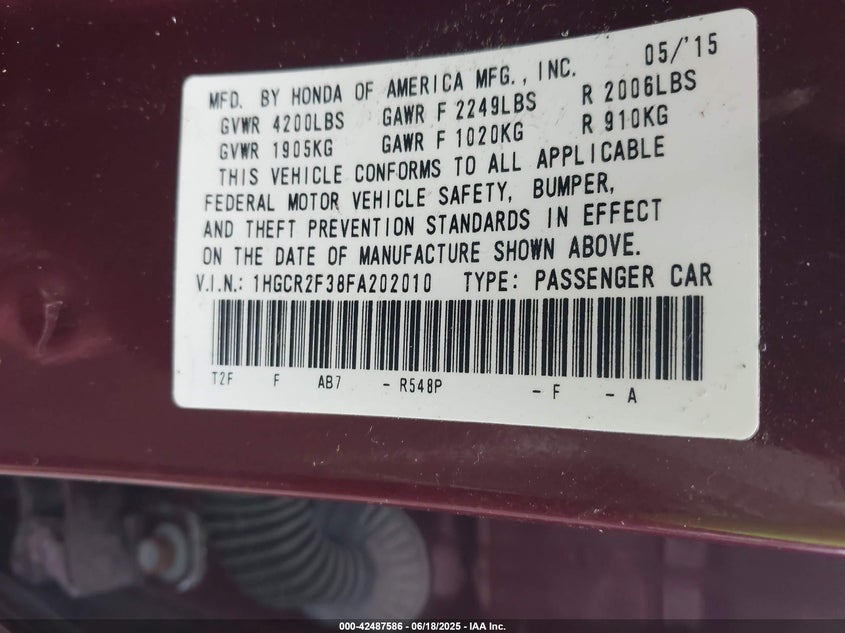 05/'15
MFD. BY HONDA OF AMERICA MFG., INC.
GVWR 4200LBS GAWR F 2249LBS R 2006LBS
GVWR 1905KG GAWR F 1020KG R 910KG
THIS VEHICLE CONFORMS TO ALL APPLICABLE
FEDERAL MOTOR VEHICLE SAFETY, BUMPER,
AND THEFT PREVENTION STANDARDS IN EFFECT
ON THE DATE OF MANUFACTURE SHOWN ABOVE.
V.I.N.: 1HGCR2F38FA202010 TYPE: PASSENGER CAR
T2F F AB7 - R548P - F - A
000-42487586 - 06/18/2025 - IAA Inc.